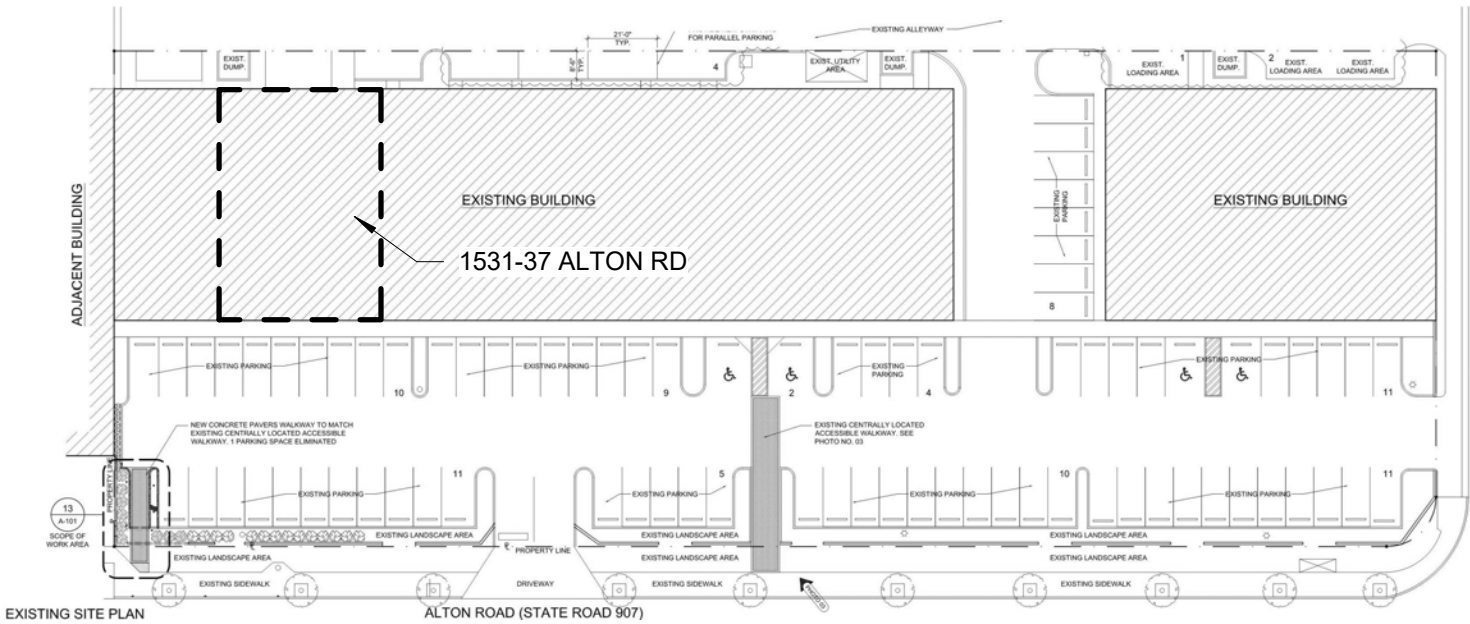 EXISTING ALLEYWAY
21'-0"
TYP.
FOR PARALLEL PARKING
8'-6"
TYP.
4
EXIST.
DUMP.
EXIST. UTILITY
AREA
EXIST.
DUMP.
EXIST.
LOADING AREA
1
EXIST.
DUMP.
2
EXIST.
LOADING AREA
EXIST.
LOADING AREA
ADJACENT BUILDING
EXISTING BUILDING
1531-37 ALTON RD
EXISTING
PARKING
8
EXISTING BUILDING
EXISTING PARKING
10
EXISTING PARKING
9
2
EXISTING
PARKING
4
EXISTING PARKING
11
NEW CONCRETE PAVERS WALKWAY TO MATCH
EXISTING CENTRALLY LOCATED ACCESSIBLE
WALKWAY. 1 PARKING SPACE ELIMINATED
EXISTING CENTRALLY LOCATED
ACCESSIBLE WALKWAY. SEE
PHOTO NO. 03
PROPERTY LINE
13
A-101
SCOPE OF
WORK AREA
11
EXISTING PARKING
5
EXISTING PARKING
10
EXISTING PARKING
11
EXISTING PARKING
EXISTING LANDSCAPE AREA
EXISTING LANDSCAPE AREA
EXISTING LANDSCAPE AREA
PROPERTY LINE
EXISTING LANDSCAPE AREA
EXISTING LANDSCAPE AREA
EXISTING LANDSCAPE AREA
EXISTING SIDEWALK
DRIVEWAY
EXISTING SIDEWALK
PHOTO 03
EXISTING SIDEWALK
EXISTING SITE PLAN
ALTON ROAD (STATE ROAD 907)